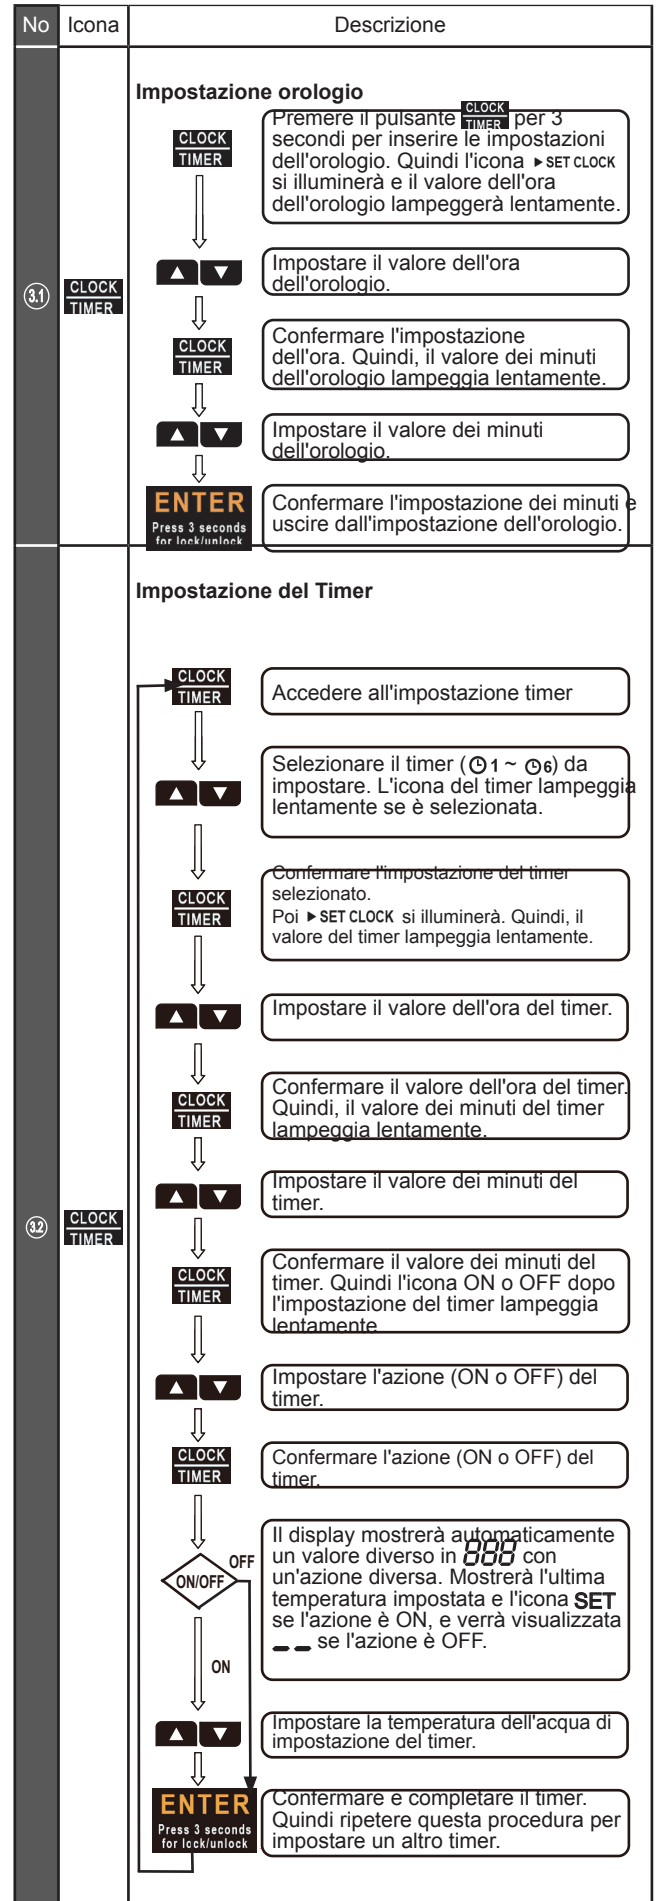 No Icona Descrizione
Impostazione orologio
CLOCK
TIMER
Premere il pulsante CLOCK TIMER per 3
secondi per inserire le impostazioni
dell'orologio. Quindi l'icona ►SET CLOCK
si illuminerà e il valore dell'ora
dell'orologio lampeggerà lentamente.
▲ ▼
Impostare il valore dell'ora
dell'orologio.
3.1
CLOCK
TIMER
CLOCK
TIMER
Confermare l'impostazione
dell'ora. Quindi, il valore dei minuti
dell'orologio lampeggia lentamente.
▲ ▼
Impostare il valore dei minuti
dell'orologio.
ENTER
Press 3 seconds
for lock/unlock
Confermare l'impostazione dei minuti e
uscire dall'impostazione dell'orologio.
Impostazione del Timer
CLOCK
TIMER
Accedere all'impostazione timer
▲ ▼
Selezionare il timer (1 ~ 6) da
impostare. L'icona del timer lampeggia
lentamente se è selezionata.
CLOCK
TIMER
Confermare l'impostazione del timer
selezionato.
Poi ►SET CLOCK si illuminerà. Quindi, il
valore del timer lampeggia lentamente.
▲ ▼
Impostare il valore dell'ora del timer.
CLOCK
TIMER
Confermare il valore dell'ora del timer.
Quindi, il valore dei minuti del timer
lampeggia lentamente.
▲ ▼
Impostare il valore dei minuti del
timer.
3.2
CLOCK
TIMER
CLOCK
TIMER
Confermare il valore dei minuti del
timer. Quindi l'icona ON o OFF dopo
l'impostazione del timer lampeggia
lentamente
▲ ▼
Impostare l'azione (ON o OFF) del
timer.
CLOCK
TIMER
Confermare l'azione (ON o OFF) del
timer.
ON/OFF
OFF
ON
Il display mostrerà automaticamente
un valore diverso in 888 con
un'azione diversa. Mostrerà l'ultima
temperatura impostata e l'icona SET
se l'azione è ON, e verrà visualizzata
– – se l'azione è OFF.
▲ ▼
Impostare la temperatura dell'acqua di
impostazione del timer.
ENTER
Press 3 seconds
for lock/unlock
Confermare e completare il timer.
Quindi ripetere questa procedura per
impostare un altro timer.